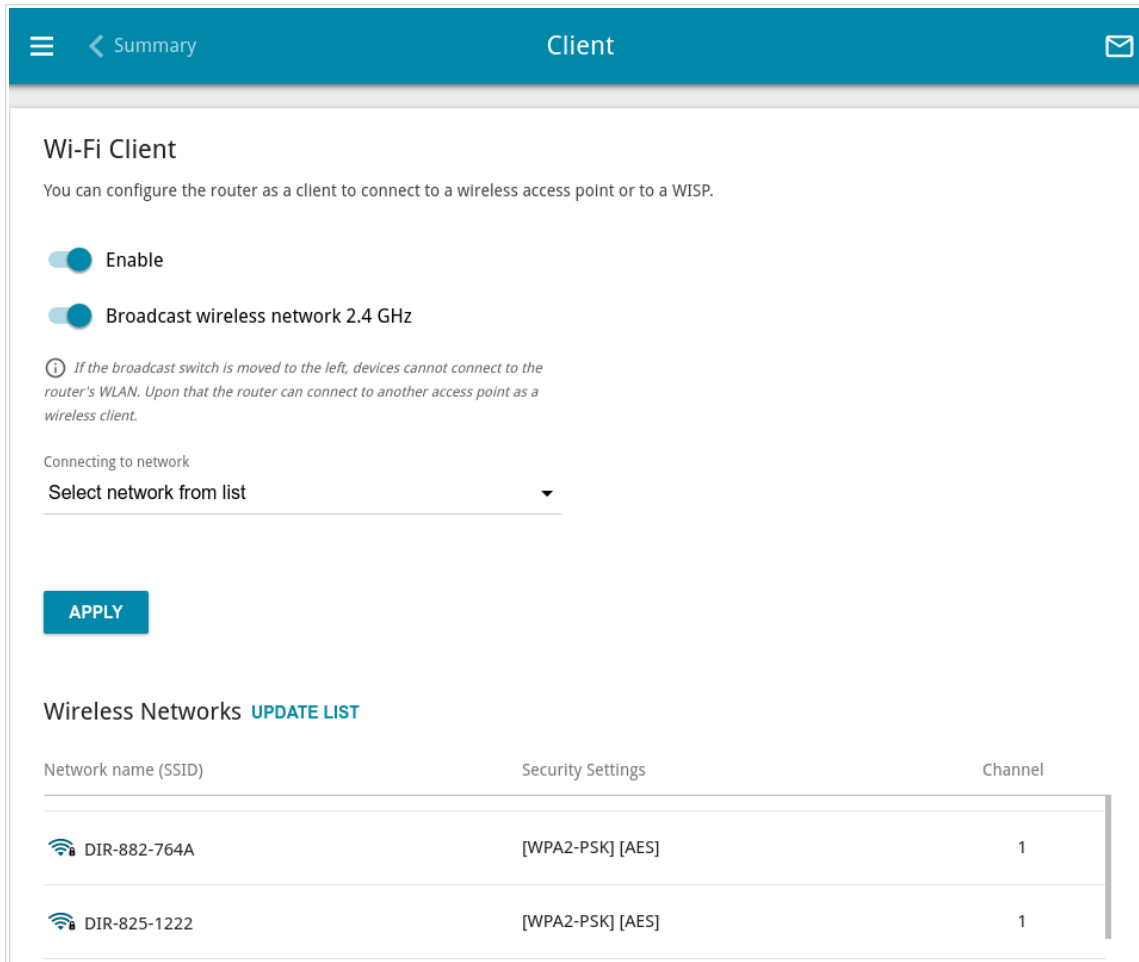 Summary
Client
Wi-Fi Client
You can configure the router as a client to connect to a wireless access point or to a WISP.
Enable
Broadcast wireless network 2.4 GHz
If the broadcast switch is moved to the left, devices cannot connect to the
router's WLAN. Upon that the router can connect to another access point as a
wireless client.
Connecting to network
Select network from list
APPLY
Wireless Networks UPDATE LIST
Network name (SSID) Security Settings Channel
DIR-882-764A [WPA2-PSK] [AES] 1
DIR-825-1222 [WPA2-PSK] [AES] 1